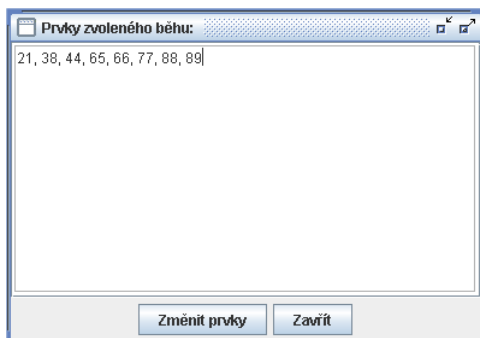 Prvky zvoleného běhu:
21, 38, 44, 65, 66, 77, 88, 89
Změnit prvky Zavřít